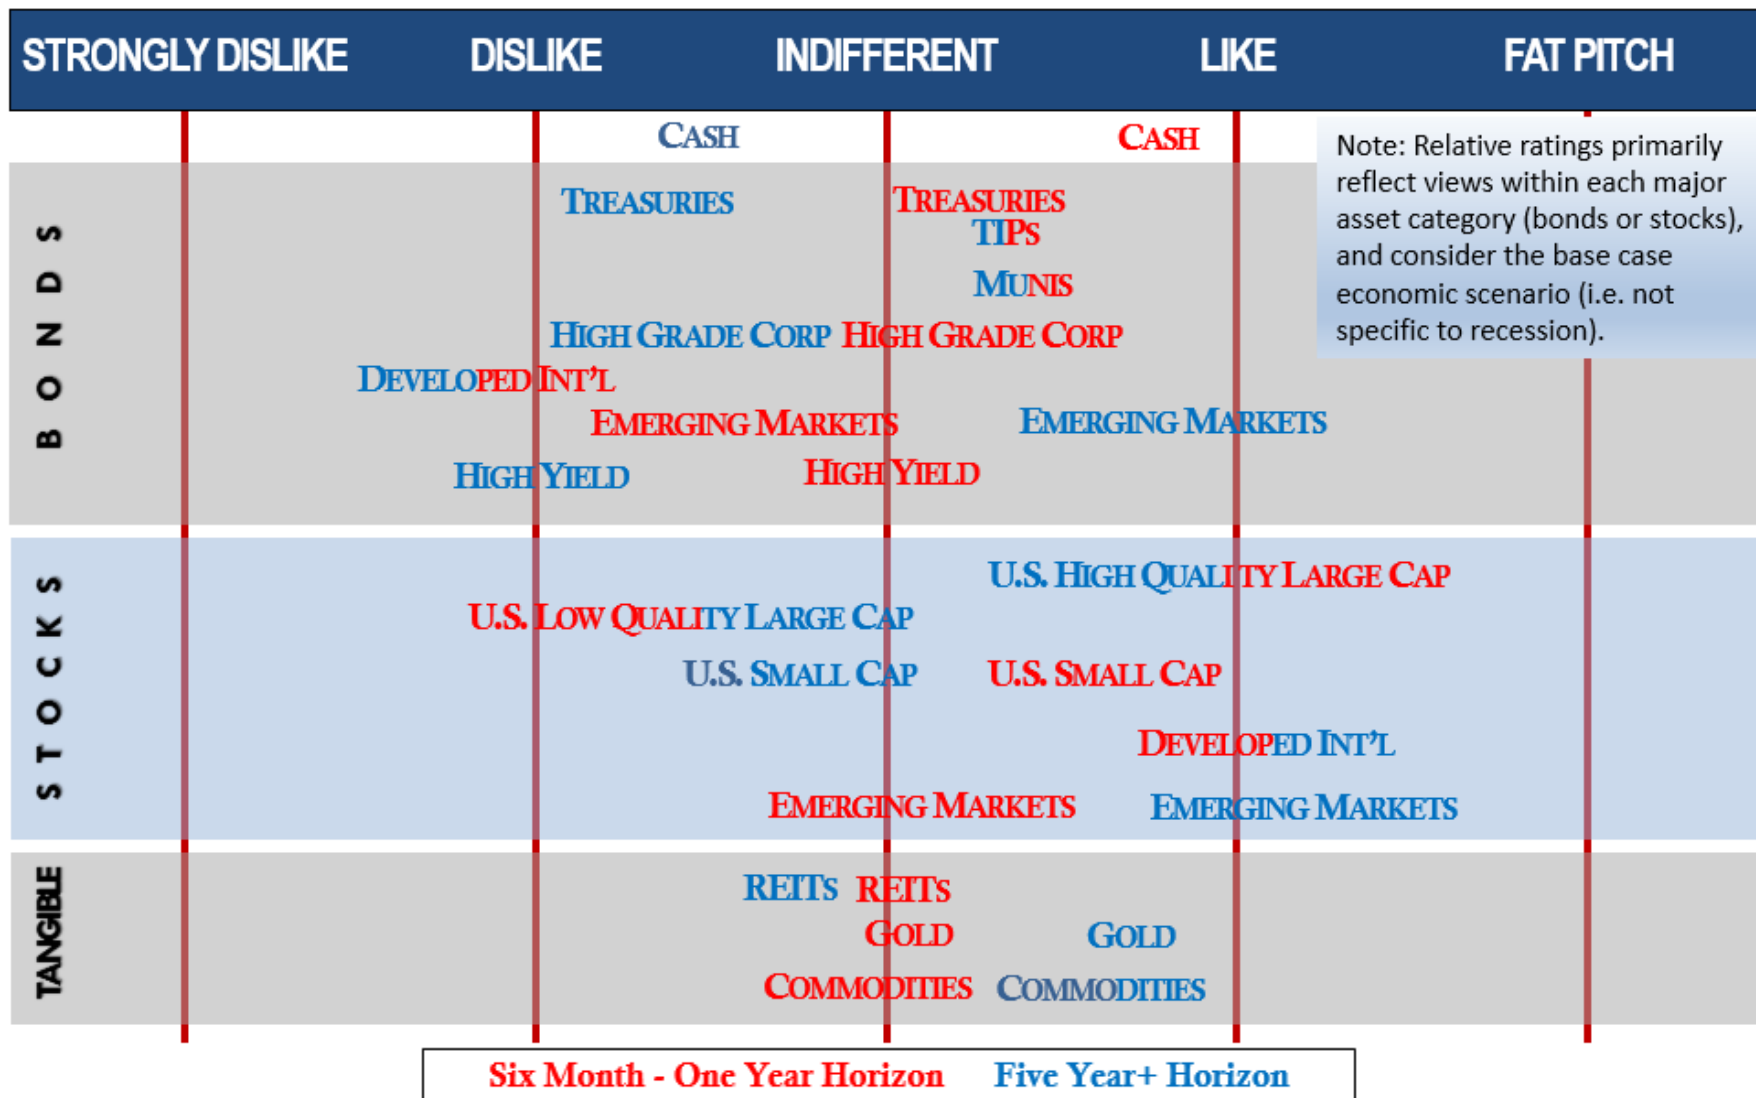 STRONGLY DISLIKE DISLIKE INDIFFERENT LIKE FAT PITCH
CASH CASH
Note: Relative ratings primarily
reflect views within each major
asset category (bonds or stocks),
and consider the base case
economic scenario (i.e. not
specific to recession).
BONDS
TREASURIES TREASURIES
TIPS
MUNIS
HIGH GRADE CORP HIGH GRADE CORP
DEVELOPED INT'L
EMERGING MARKETS EMERGING MARKETS
HIGH YIELD HIGH YIELD
STOCKS
U.S. HIGH QUALITY LARGE CAP
U.S. LOW QUALITY LARGE CAP
U.S. SMALL CAP U.S. SMALL CAP
DEVELOPED INT'L
EMERGING MARKETS EMERGING MARKETS
TANGIBLE
REITS REITS
GOLD GOLD
COMMODITIES COMMODITIES
Six Month - One Year Horizon Five Year+ Horizon